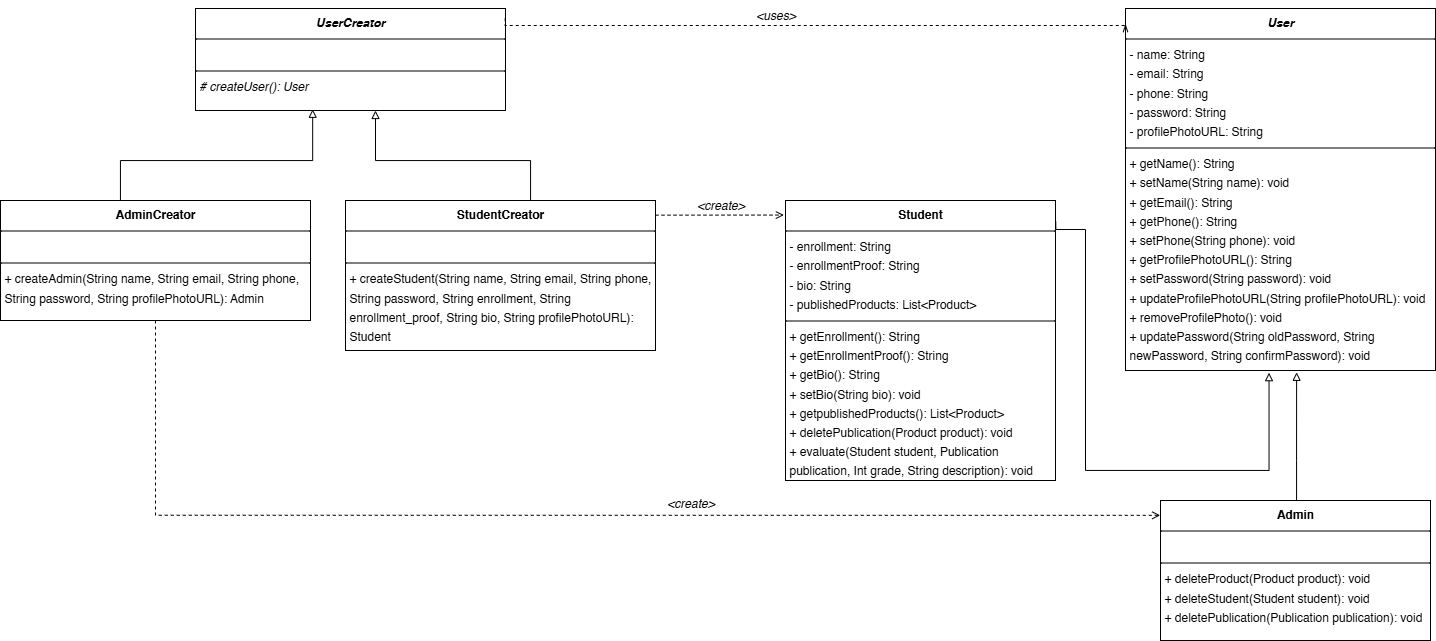 UserCreator
# createUser(): User
<uses>
User
- name: String
- email: String
- phone: String
- password: String
- profilePhotoURL: String
+ getName(): String
+ setName(String name): void
+ getEmail(): String
+ getPhone(): String
+ setPhone(String phone): void
+ getProfilePhotoURL(): String
+ setPassword(String password): void
+ updateProfilePhotoURL(String profilePhotoURL): void
+ removeProfilePhoto(): void
+ updatePassword(String oldPassword, String
newPassword, String confirmPassword): void
AdminCreator
+ createAdmin(String name, String email, String phone,
String password, String profilePhotoURL): Admin
StudentCreator
+ createStudent(String name, String email, String phone,
String password, String enrollment, String
enrollment_proof, String bio, String profilePhotoURL):
Student
<create>
Student
- enrollment: String
- enrollmentProof: String
- bio: String
- publishedProducts: List<Product>
+ getEnrollment(): String
+ getEnrollmentProof(): String
+ getBio(): String
+ setBio(String bio): void
+ getpublishedProducts(): List<Product>
+ deletePublication(Product product): void
+ evaluate(Student student, Publication
publication, Int grade, String description): void
<create>
Admin
+ deleteProduct(Product product): void
+ deleteStudent(Student student): void
+ deletePublication(Publication publication): void